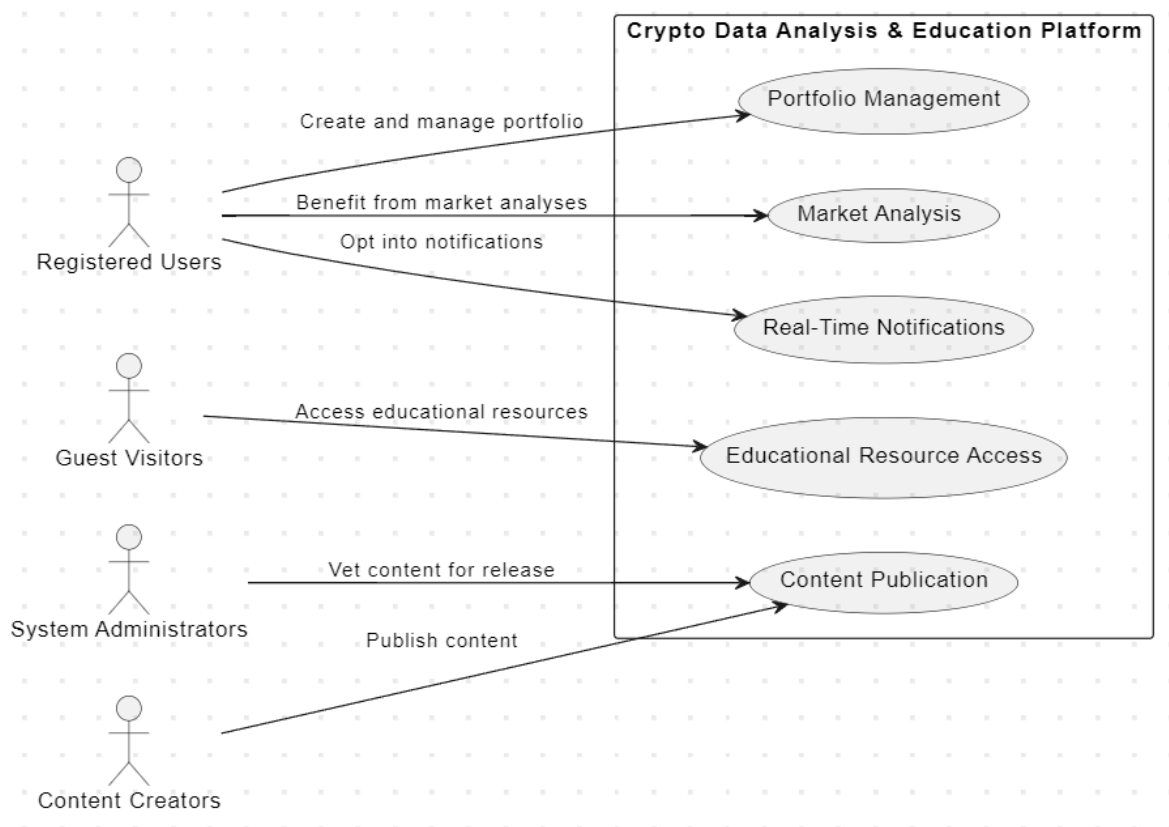 Crypto Data Analysis & Education Platform
Portfolio Management
Create and manage portfolio
Benefit from market analyses
Market Analysis
Opt into notifications
Registered Users
Real-Time Notifications
Access educational resources
Guest Visitors
Educational Resource Access
Vet content for release
Content Publication
System Administrators
Publish content
Content Creators